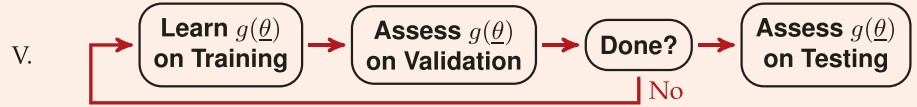 V.
Learn g(θ)
on Training
Assess g(θ)
on Validation
Done?
Assess g(θ)
on Testing
No